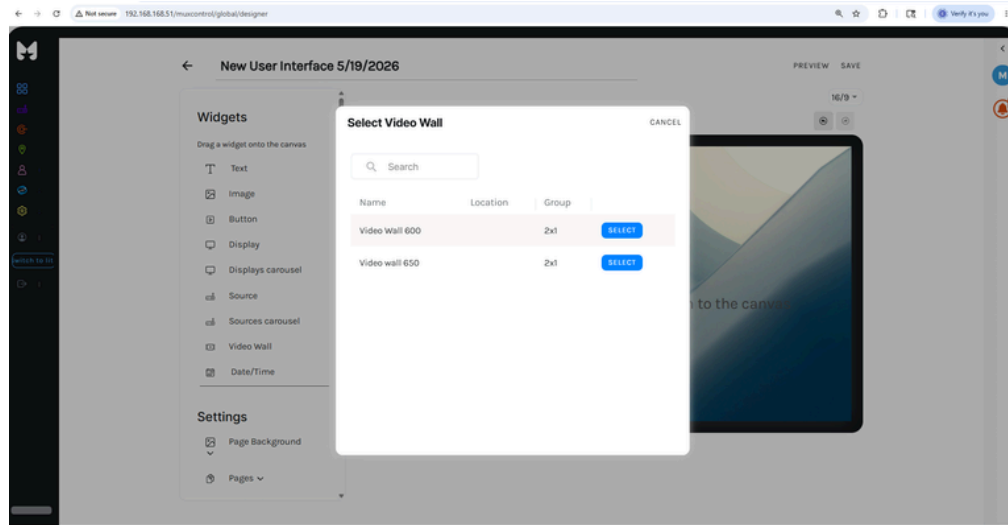 Not secure 192.168.168.51/muxcontrol/global/designer
Verify it's you
New User Interface 5/19/2026
PREVIEW SAVE
16/9
M
Widgets
Drag a widget onto the canvas
Text
Image
Button
Display
Displays carousel
Source
Sources carousel
Video Wall
Date/Time
Settings
Page Background
Pages
Select Video Wall
CANCEL
Search
Name Location Group
Video Wall 600 2x1 SELECT
Video wall 650 2x1 SELECT
to the canvas